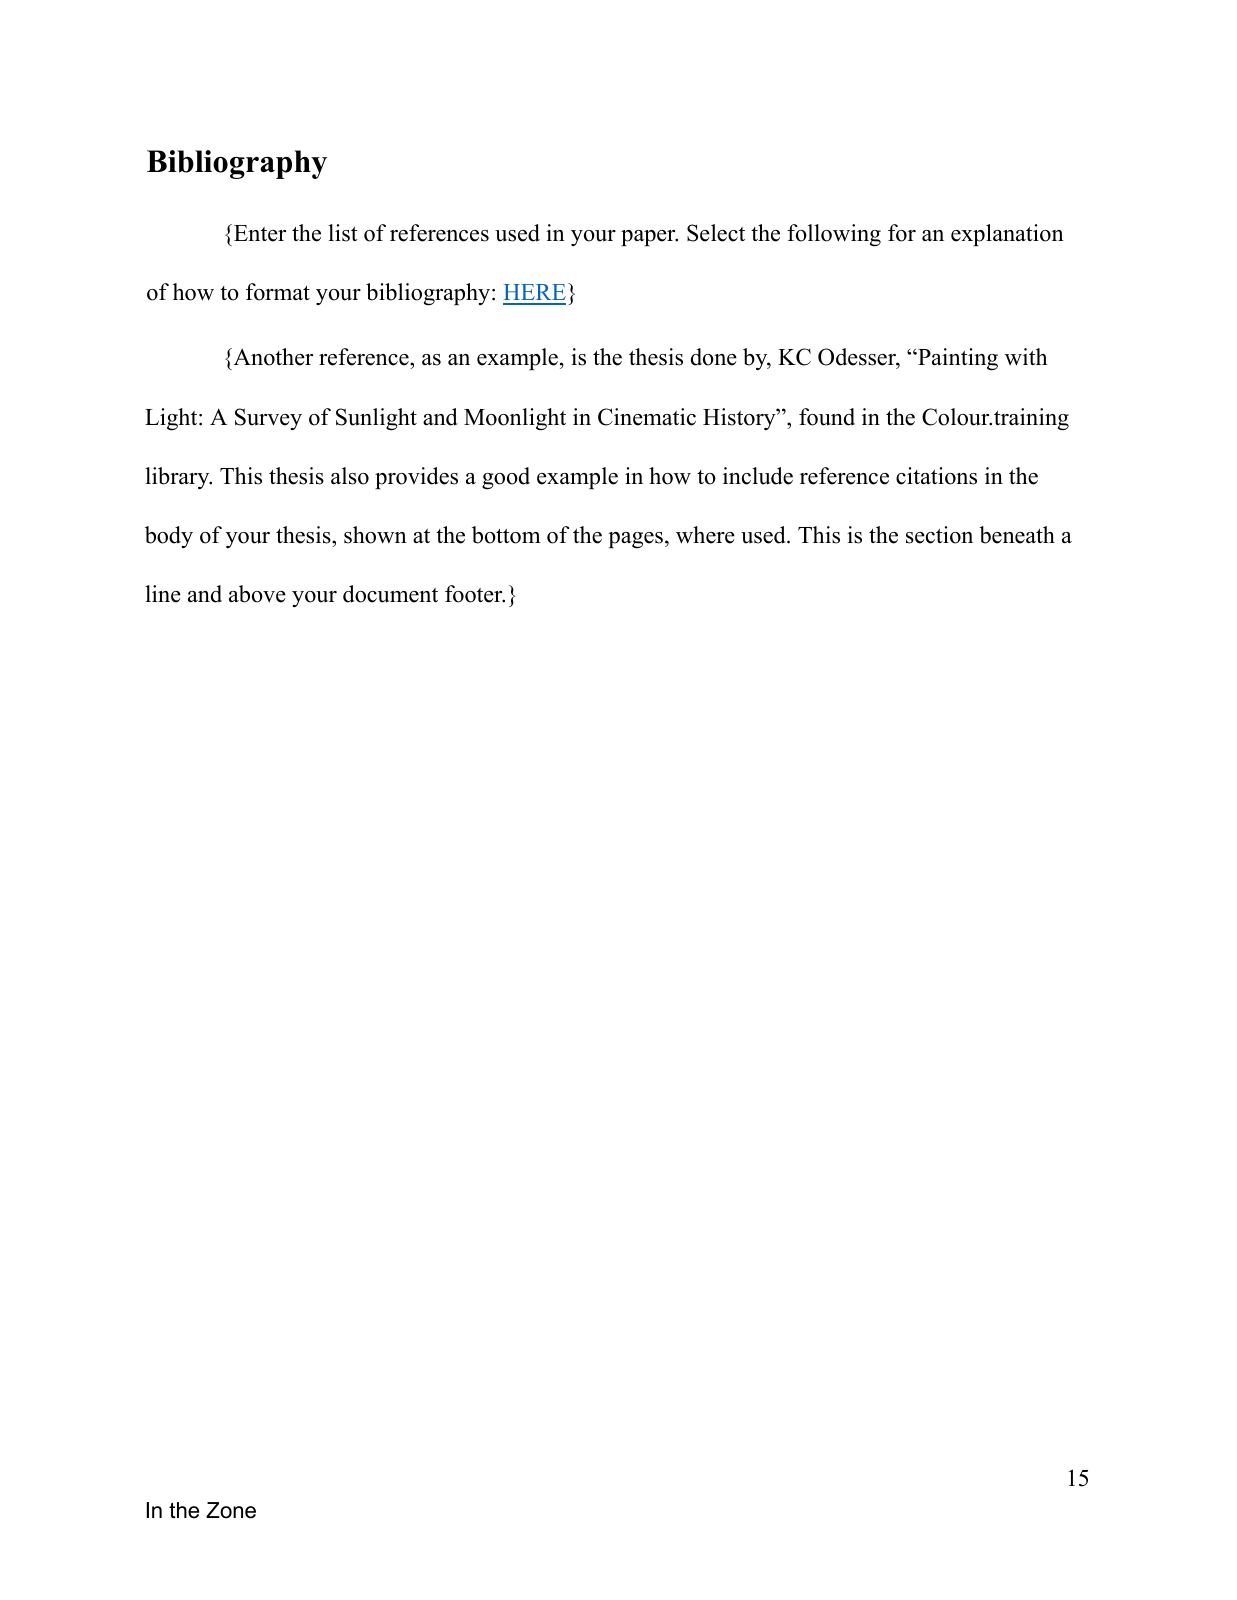 Bibliography
{Enter the list of references used in your paper. Select the following for an explanation
of how to format your bibliography: HERE}
{Another reference, as an example, is the thesis done by, KC Odesser, “Painting with
Light: A Survey of Sunlight and Moonlight in Cinematic History”, found in the Colour.training
library. This thesis also provides a good example in how to include reference citations in the
body of your thesis, shown at the bottom of the pages, where used. This is the section beneath a
line and above your document footer.}
15
In the Zone